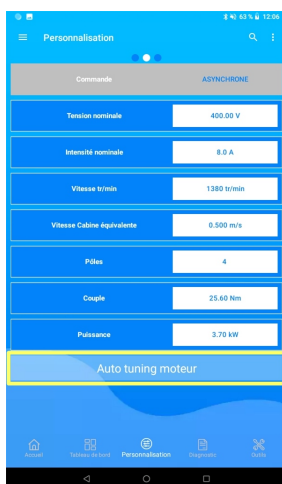 63 % 12:06
Personnalisation
Commande ASYNCHRONE
Tension nominale 400.00 V
Intensité nominale 8.0 A
Vitesse tr/min 1380 tr/min
Vitesse Cabine équivalente 0.500 m/s
Pôles 4
Couple 25.60 Nm
Puissance 3.70 kW
Auto tuning moteur
Accueil Tableau de bord Personnalisation Diagnostic Outils